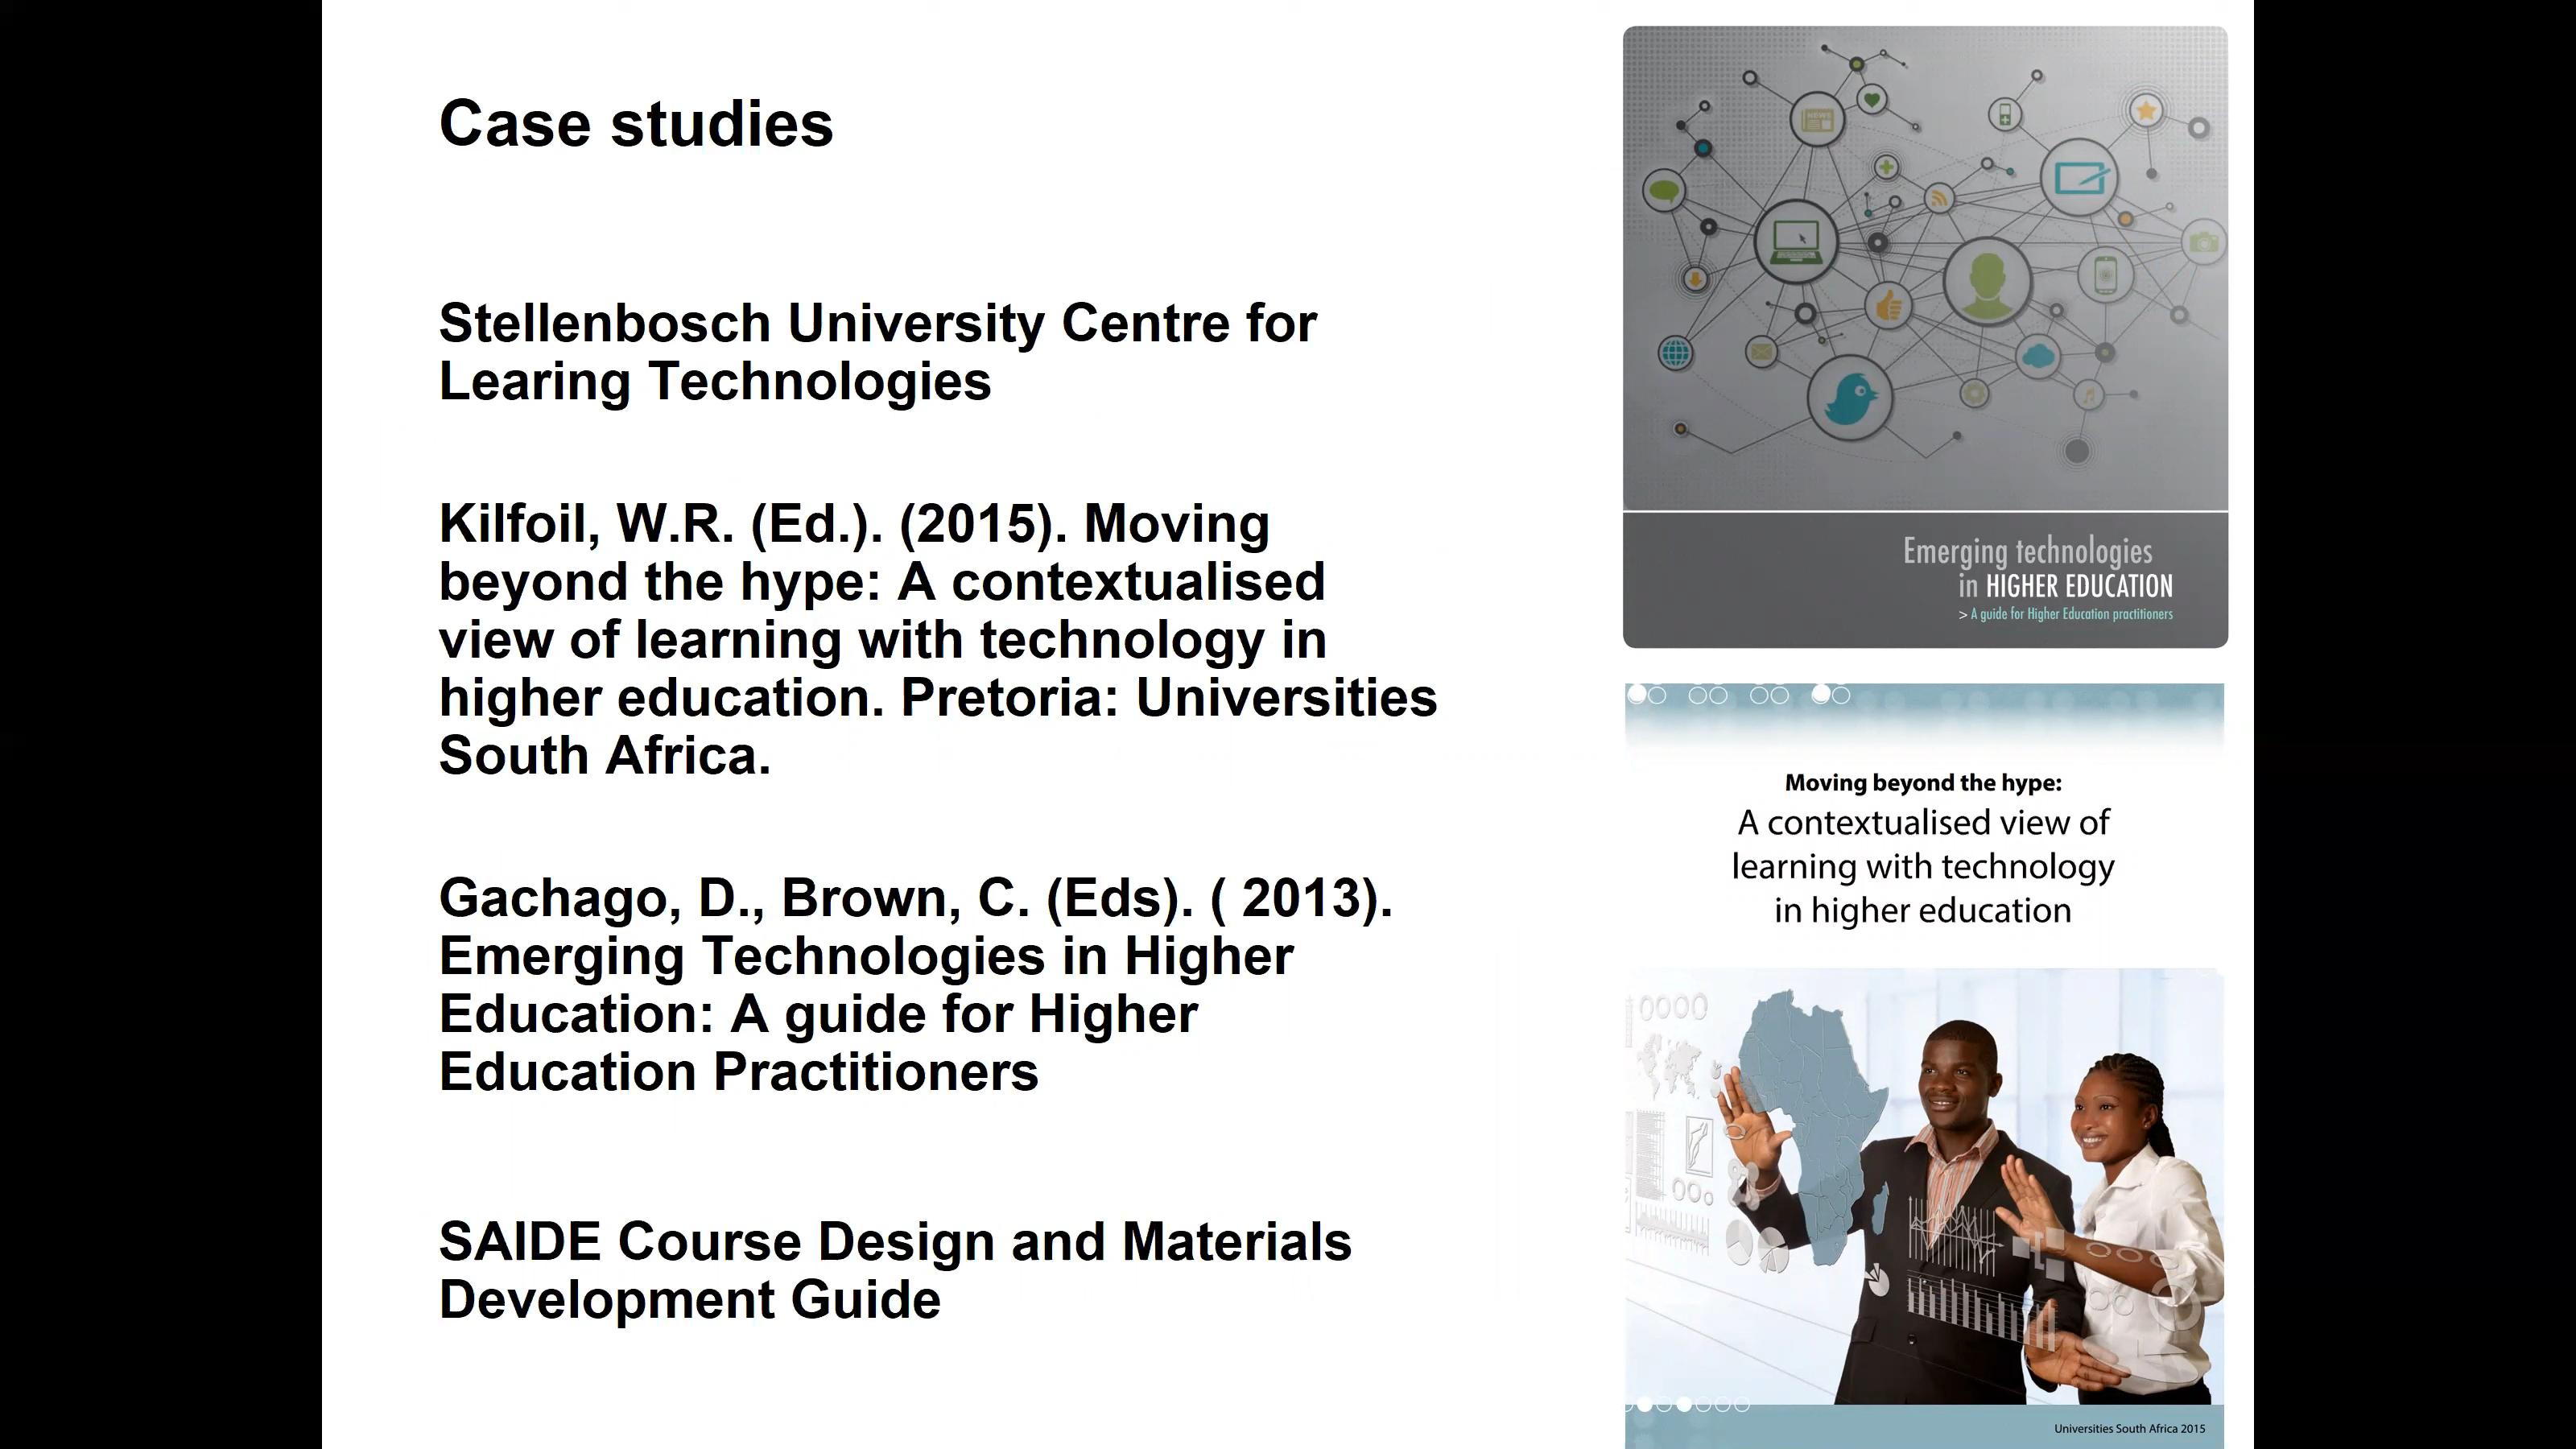 Case studies
Stellenbosch University Centre for
Learing Technologies
Kilfoil, W.R. (Ed.). (2015). Moving
beyond the hype: A contextualised
view of learning with technology in
higher education. Pretoria: Universities
South Africa.
Gachago, D., Brown, C. (Eds). ( 2013).
Emerging Technologies in Higher
Education: A guide for Higher
Education Practitioners
SAIDE Course Design and Materials
Development Guide
NEWS
Emerging technologies
in HIGHER EDUCATION
> A guide for Higher Education practitioners
Moving beyond the hype:
A contextualised view of
learning with technology
in higher education
Universities South Africa 2015